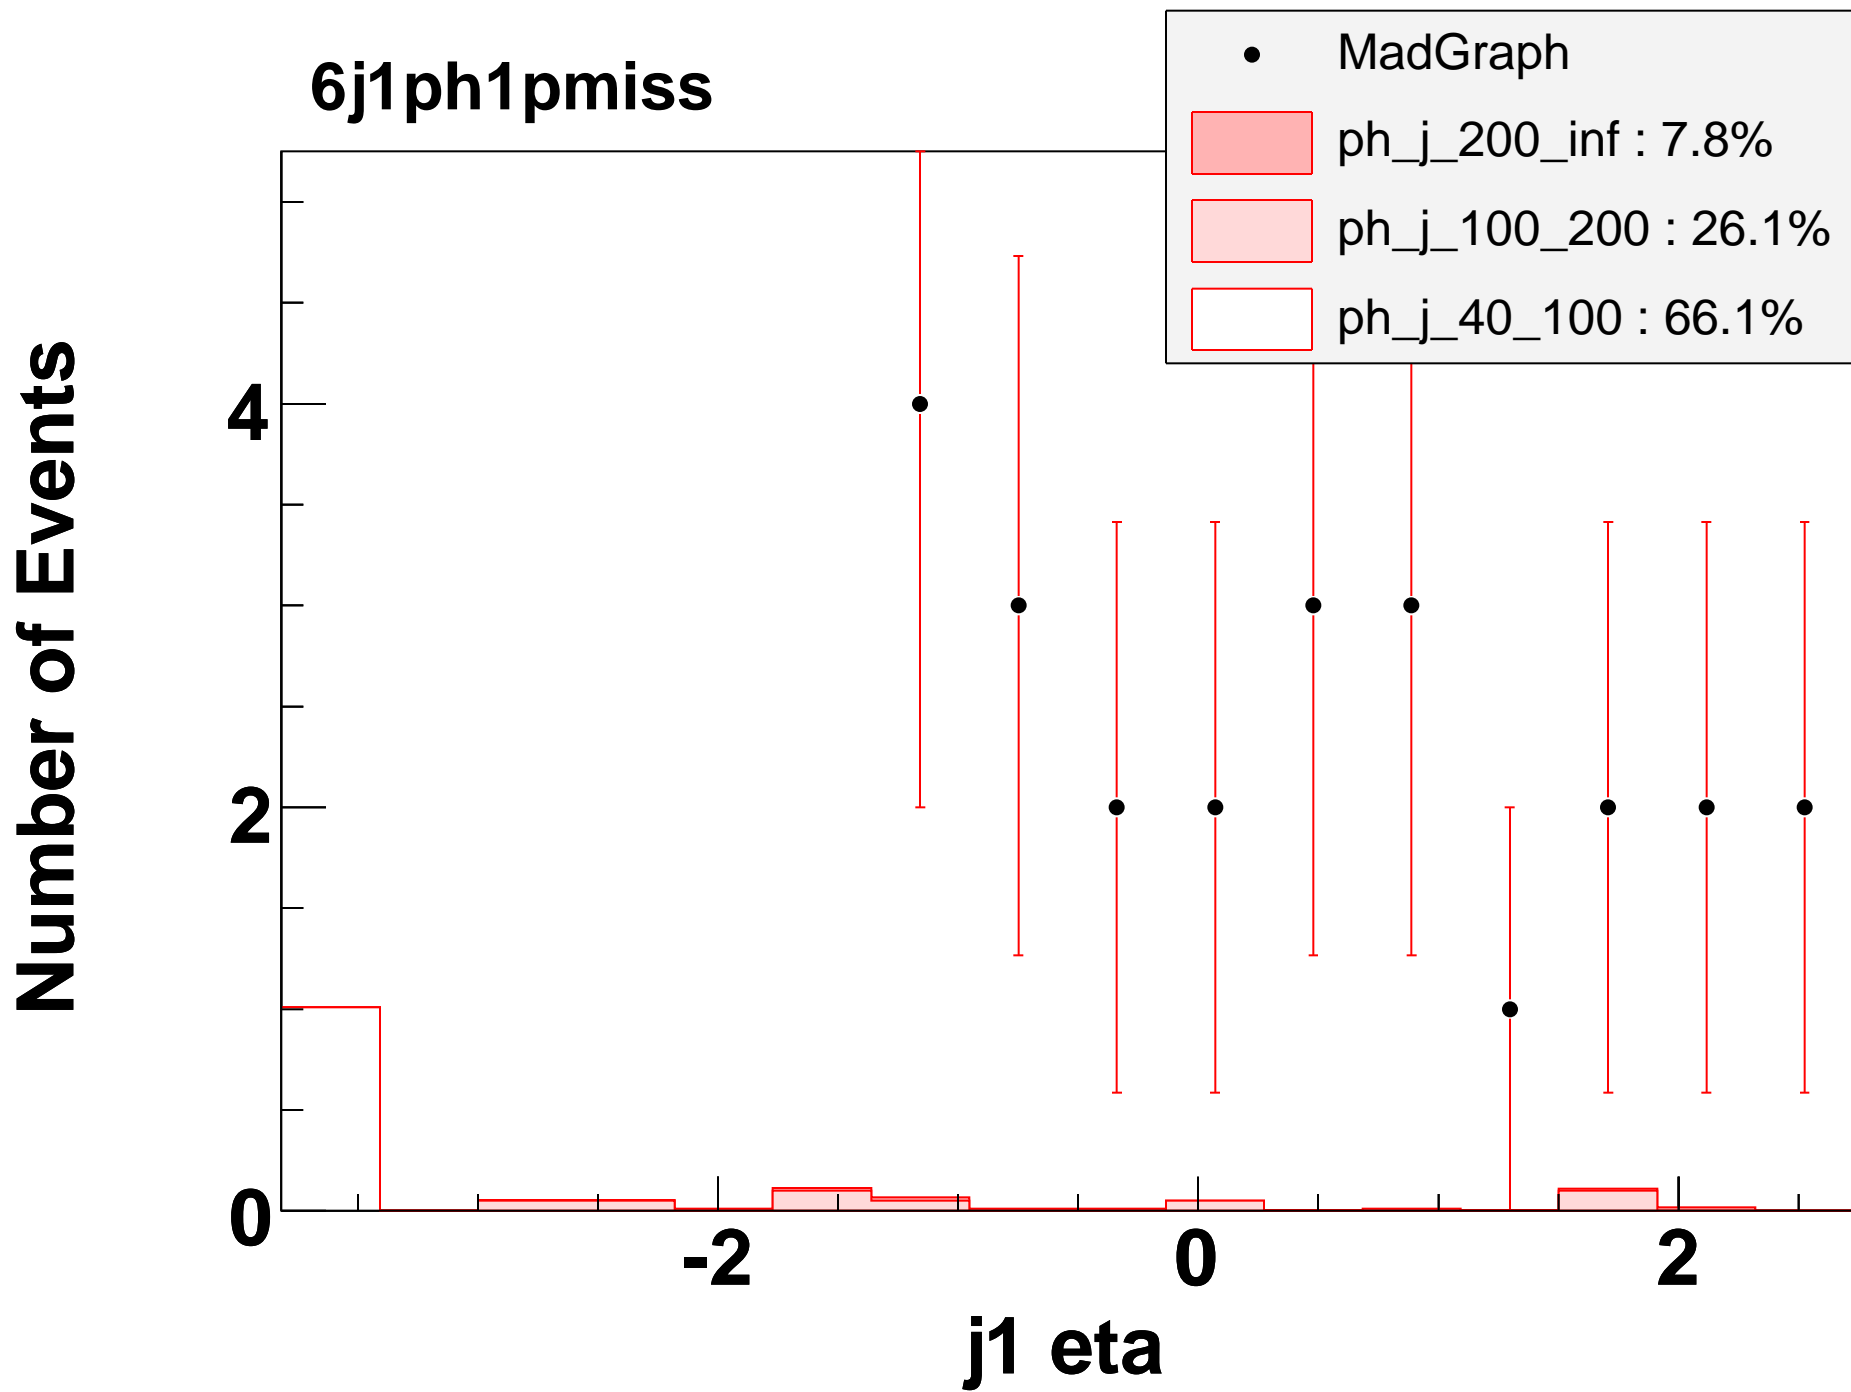 6j1ph1pmiss
MadGraph
ph_j_200_inf : 7.8%
ph_j_100_200 : 26.1%
ph_j_40_100 : 66.1%
Number of Events
4
2
0
-2
0
2
j1 eta